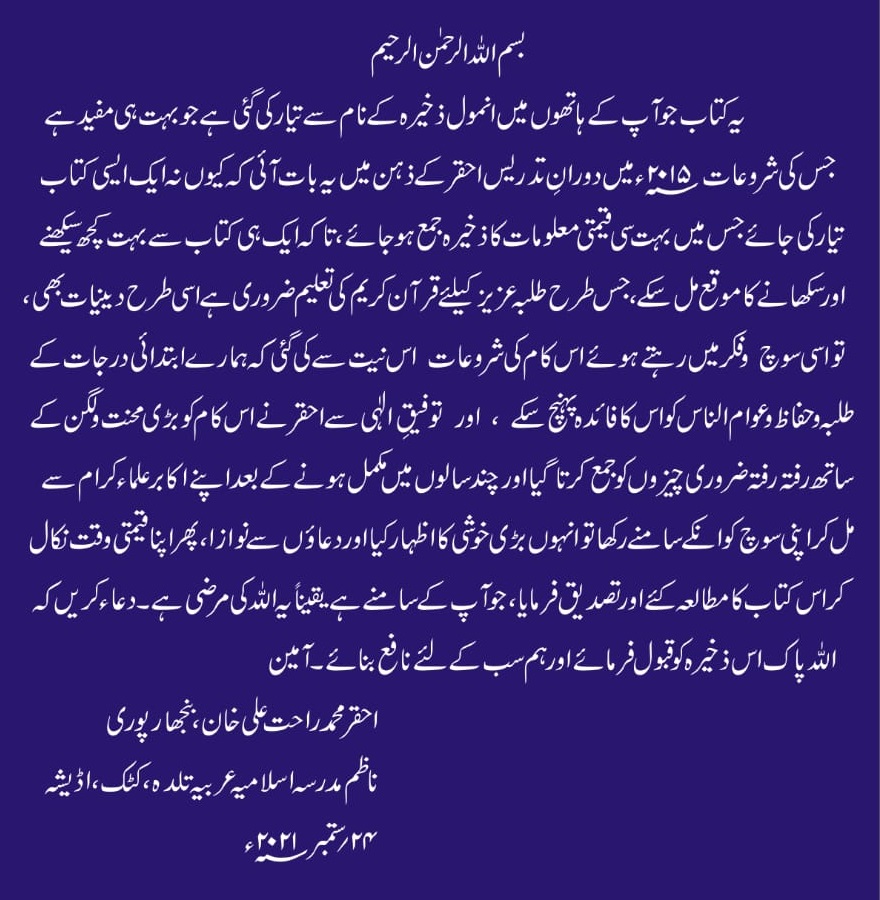 بسم اللہ الرحمٰن الرحیم
یہ کتاب جو آپ کے ہاتھوں میں انمول ذخیرہ کے نام سے تیار کی گئی ہے جو بہت ہی مفید ہے
جس کی شروعات ۲۰۱۵ء میں دورانِ تدریس احقر کے ذہن میں یہ بات آئی کہ کیوں نہ ایک ایسی کتاب
تیار کی جائے جس میں بہت سی قیمتی معلومات کا ذخیرہ جمع ہو جائے، تا کہ ایک ہی کتاب سے بہت کچھ سیکھنے
اور سکھانے کا موقع مل سکے، جس طرح طلبہ عزیز کیلئے قرآن کریم کی تعلیم ضروری ہے اسی طرح دینیات بھی،
تو اسی سوچ و فکر میں رہتے ہوئے اس کام کی شروعات اس نیت سے کی گئی کہ ہمارے ابتدائی درجات کے
طلبہ و حفاظ و عوام الناس کو اس کا فائدہ پہنچ سکے ، اور توفیقِ الٰہی سے احقر نے اس کام کو بڑی محنت و لگن کے
ساتھ رفتہ رفتہ ضروری چیزوں کو جمع کرتا گیا اور چند سالوں میں مکمل ہونے کے بعد اپنے اکابر علماء کرام سے
مل کر اپنی سوچ کو انکے سامنے رکھا تو انہوں بڑی خوشی کا اظہار کیا اور دعاؤں سے نوازا، پھر اپنا قیمتی وقت نکال
کر اس کتاب کا مطالعہ کئے اور تصدیق فرمایا، جو آپ کے سامنے ہے یقیناً یہ اللہ کی مرضی ہے۔ دعاء کریں کہ
اللہ پاک اس ذخیرہ کو قبول فرمائے اور ہم سب کے لئے نافع بنائے۔ آمین
احقر محمد راحت علی خان، بنجھارپوری
ناظم مدرسہ اسلامیہ عربیہ تلدہ، کٹک، اڈیشہ
۲۴؍ستمبر ۲۰۲۱ء